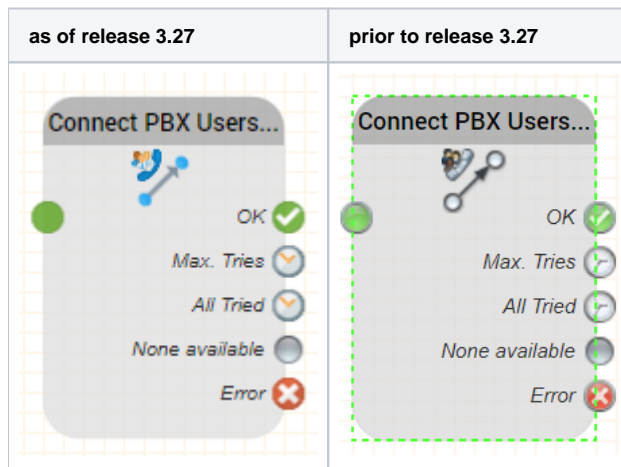 as of release 3.27
prior to release 3.27
Connect PBX Users...
OK
Max. Tries
All Tried
None available
Error
Connect PBX Users...
OK
Max. Tries
All Tried
None available
Error